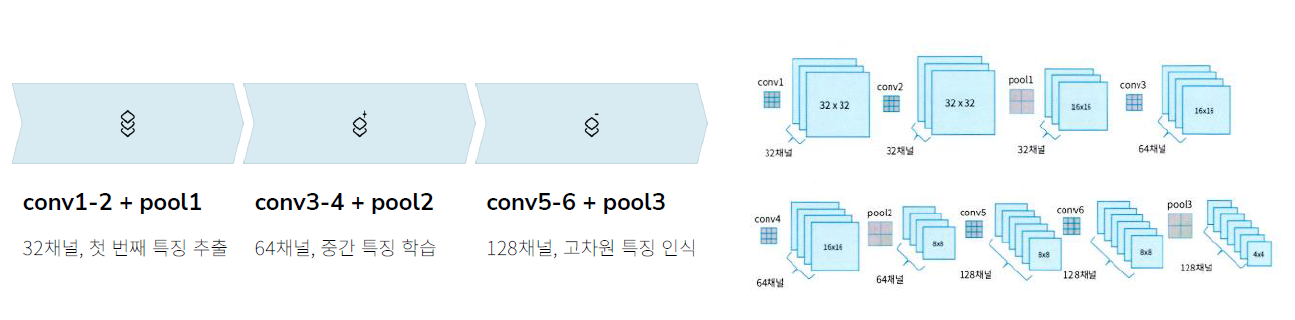 conv1-2 + pool1
32채널, 첫 번째 특징 추출
conv3-4 + pool2
64채널, 중간 특징 학습
conv5-6 + pool3
128채널, 고차원 특징 인식
conv1
32 x 32
32채널
conv2
32 x 32
32채널
pool1
16x16
32채널
conv3
16x16
64채널
conv4
16x16
64채널
pool2
8x8
64채널
conv5
8x8
128채널
conv6
8x8
128채널
pool3
4x4
128채널